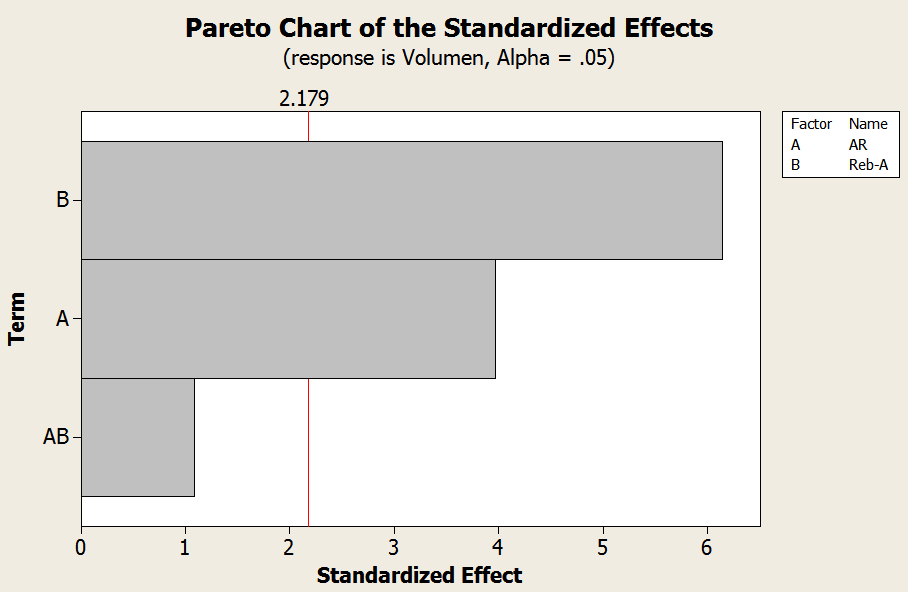 Pareto Chart of the Standardized Effects
(response is Volumen, Alpha = .05)
2.179
Factor Name
A AR
B Reb-A
Term
B
A
AB
0 1 2 3 4 5 6
Standardized Effect